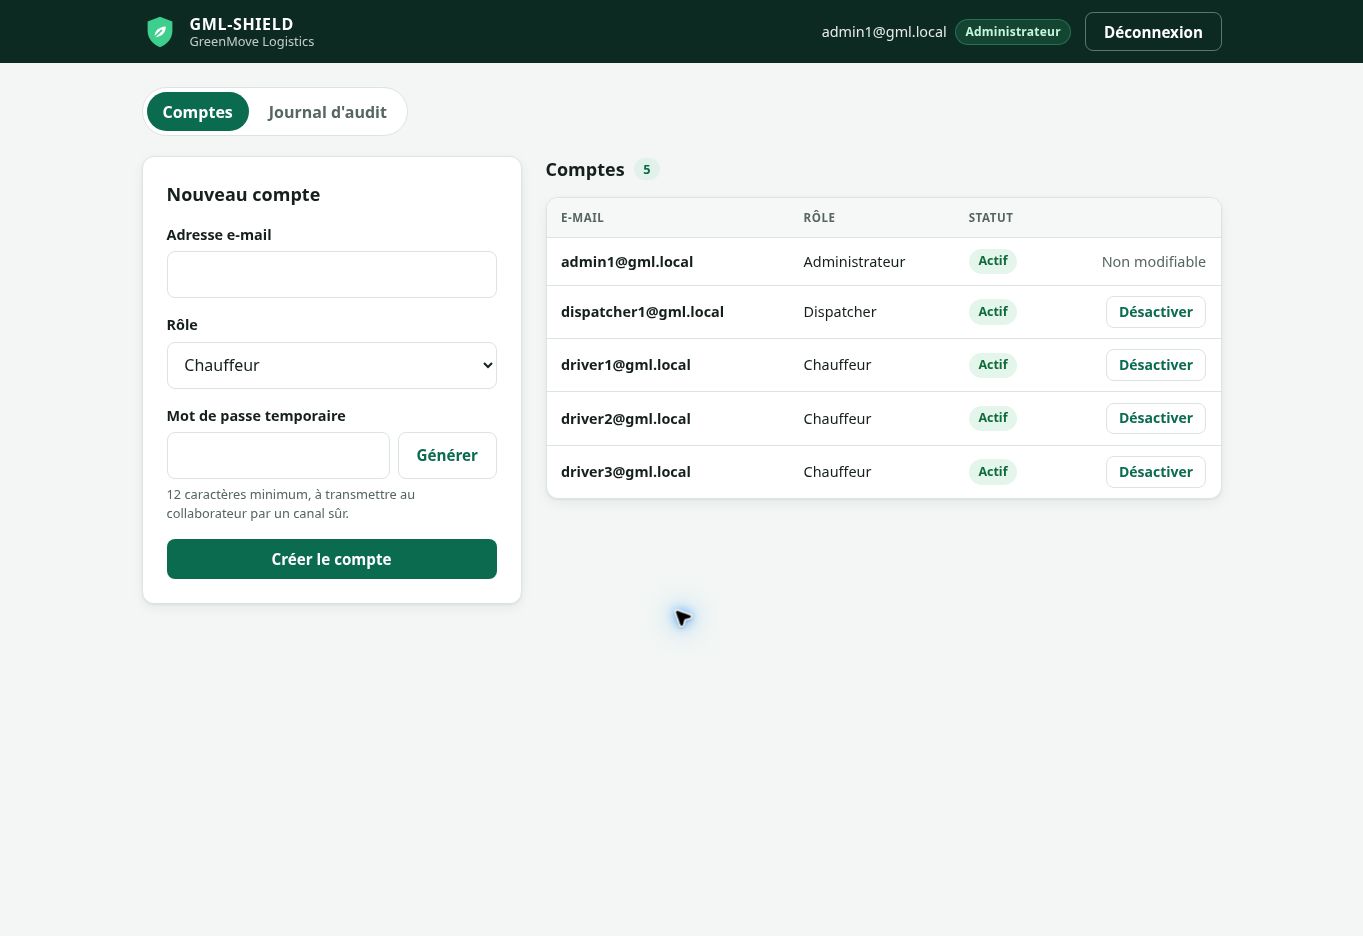 GML-SHIELD
GreenMove Logistics
admin1@gml.local Administrateur Déconnexion
Comptes Journal d'audit
Nouveau compte
Adresse e-mail
Rôle
Chauffeur
Mot de passe temporaire
Générer
12 caractères minimum, à transmettre au
collaborateur par un canal sûr.
Créer le compte
Comptes 5
E-MAIL RÔLE STATUT
admin1@gml.local Administrateur Actif Non modifiable
dispatcher1@gml.local Dispatcher Actif Désactiver
driver1@gml.local Chauffeur Actif Désactiver
driver2@gml.local Chauffeur Actif Désactiver
driver3@gml.local Chauffeur Actif Désactiver